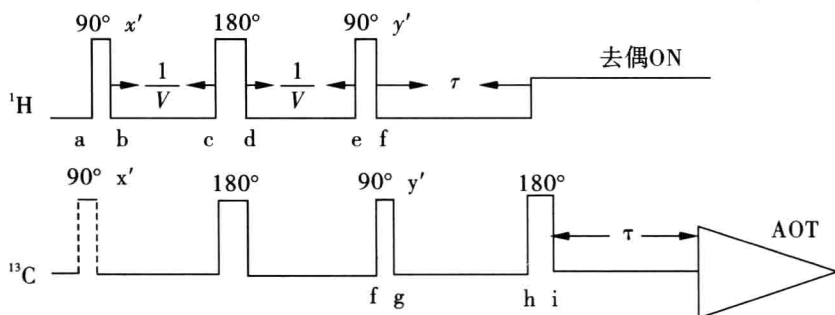 90° x′ 180° 90° y′
去偶ON
1/V 1/V τ
¹H
a b c d e f
90° x′ 180° 90° y′ 180°
τ AOT
¹³C
f g h i